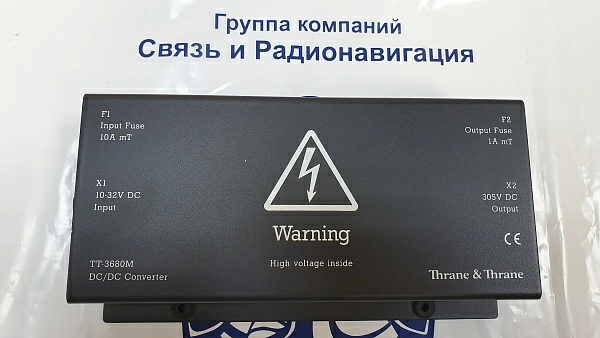 Группа компаний
Связь и Радионавигация
F1
Input Fuse
10A mT
F2
Output Fuse
1A mT
X1
10-32V DC
Input
X2
305V DC
Output
Warning
High voltage inside
CE
TT-3680M
DC/DC Converter
Thrane & Thrane